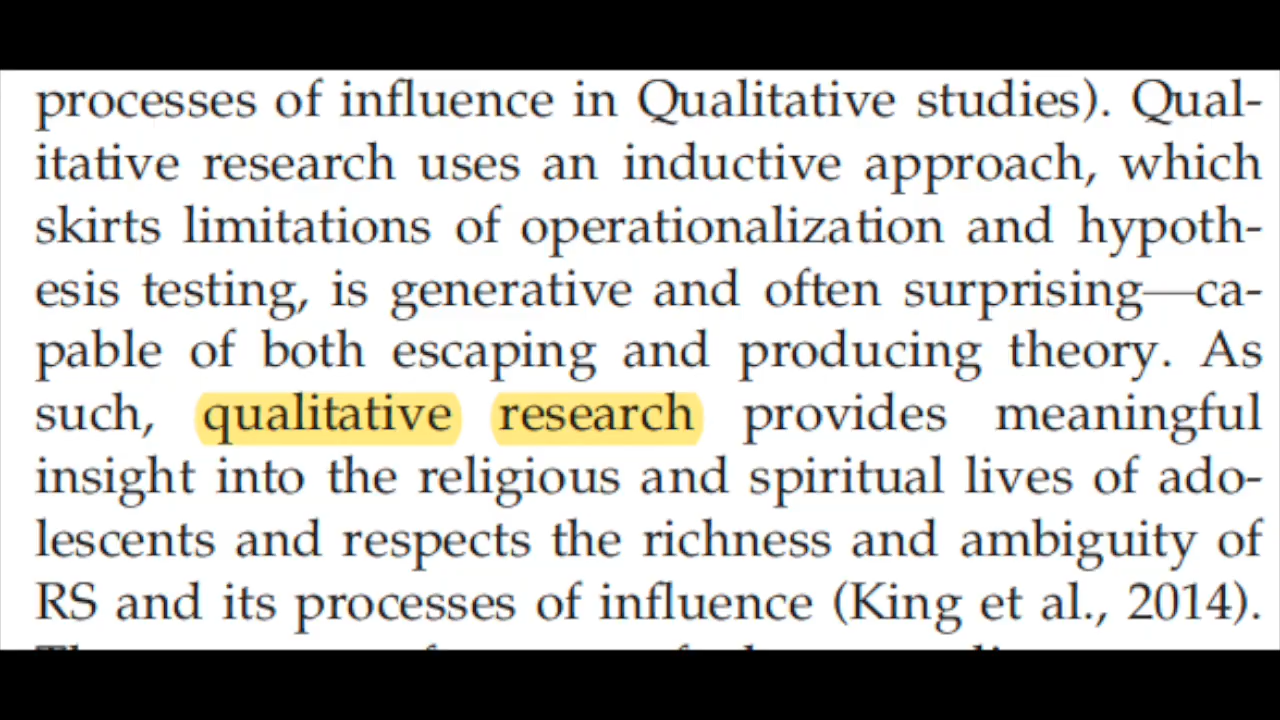 processes of influence in Qualitative studies). Qual-
itative research uses an inductive approach, which
skirts limitations of operationalization and hypoth-
esis testing, is generative and often surprising—ca-
pable of both escaping and producing theory. As
such, qualitative research provides meaningful
insight into the religious and spiritual lives of ado-
lescents and respects the richness and ambiguity of
RS and its processes of influence (King et al., 2014).